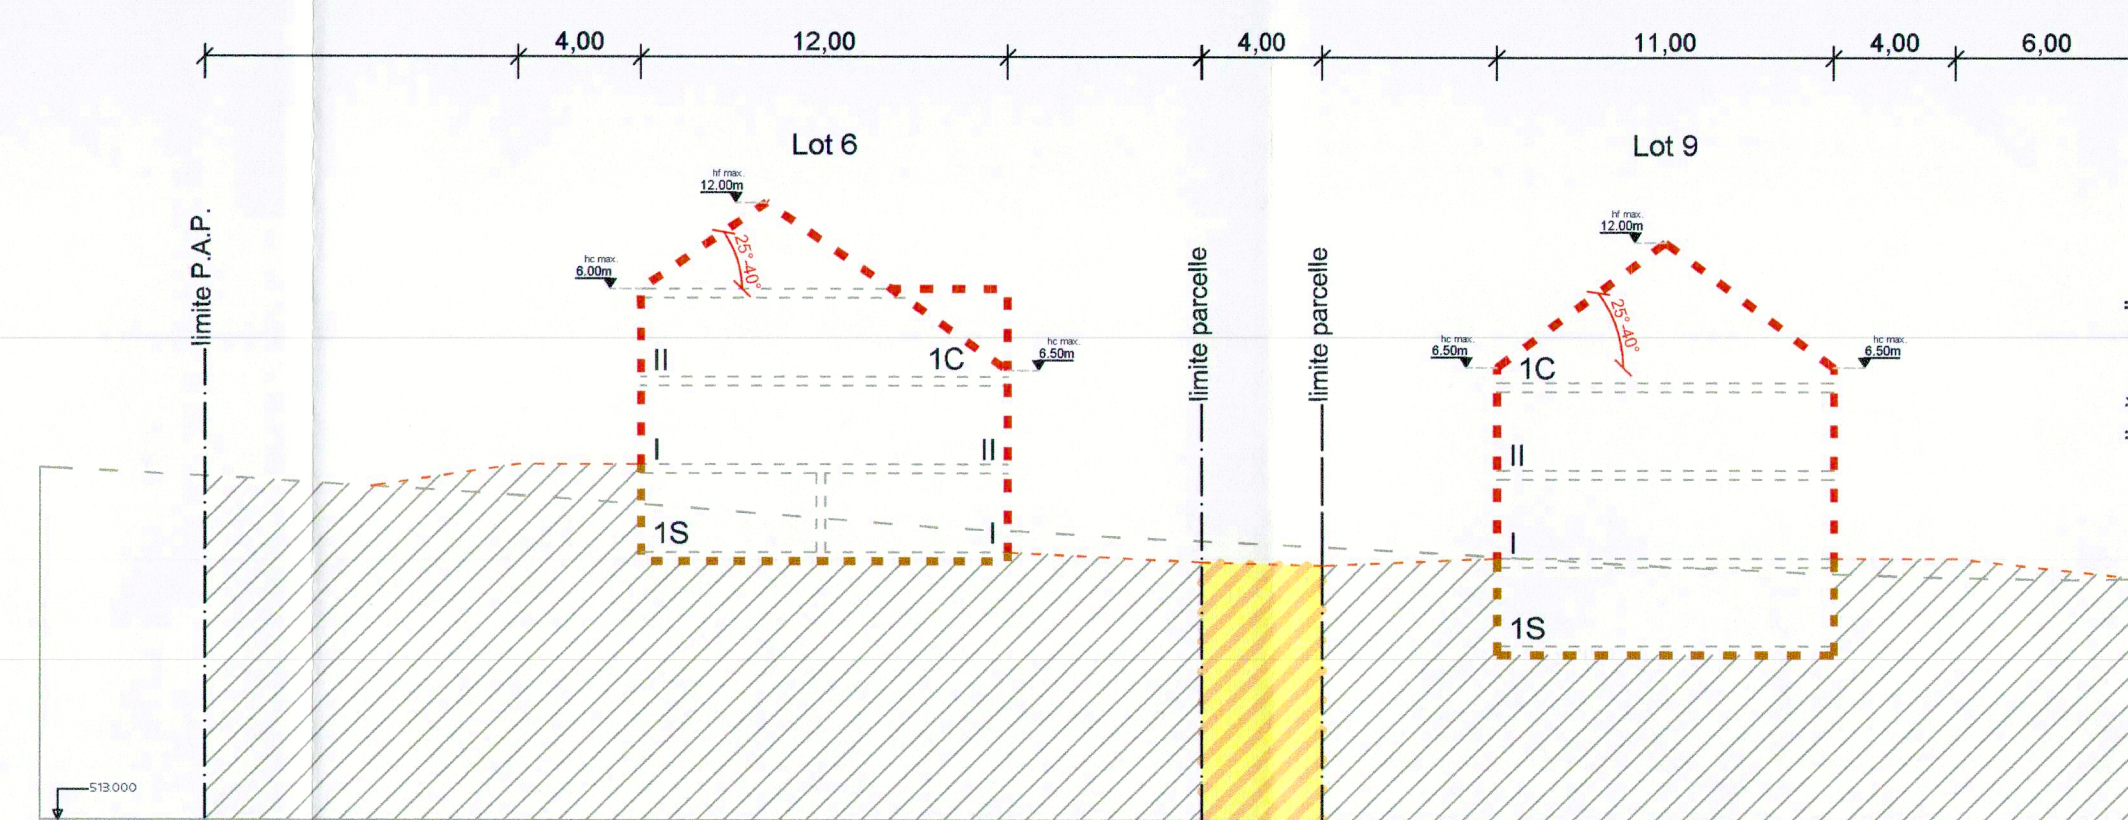 4,00
12,00
4,00
11,00
4,00
6,00
Lot 6
Lot 9
hf max.
12.00m
hf max.
12.00m
limite P.A.P.
25°-40°
hc max.
6.00m
limite parcelle
limite parcelle
25°-40°
II
1C
hc max.
6.50m
hc max.
6.50m
1C
hc max.
6.50m
I
II
II
1S
I
I
1S
513.000